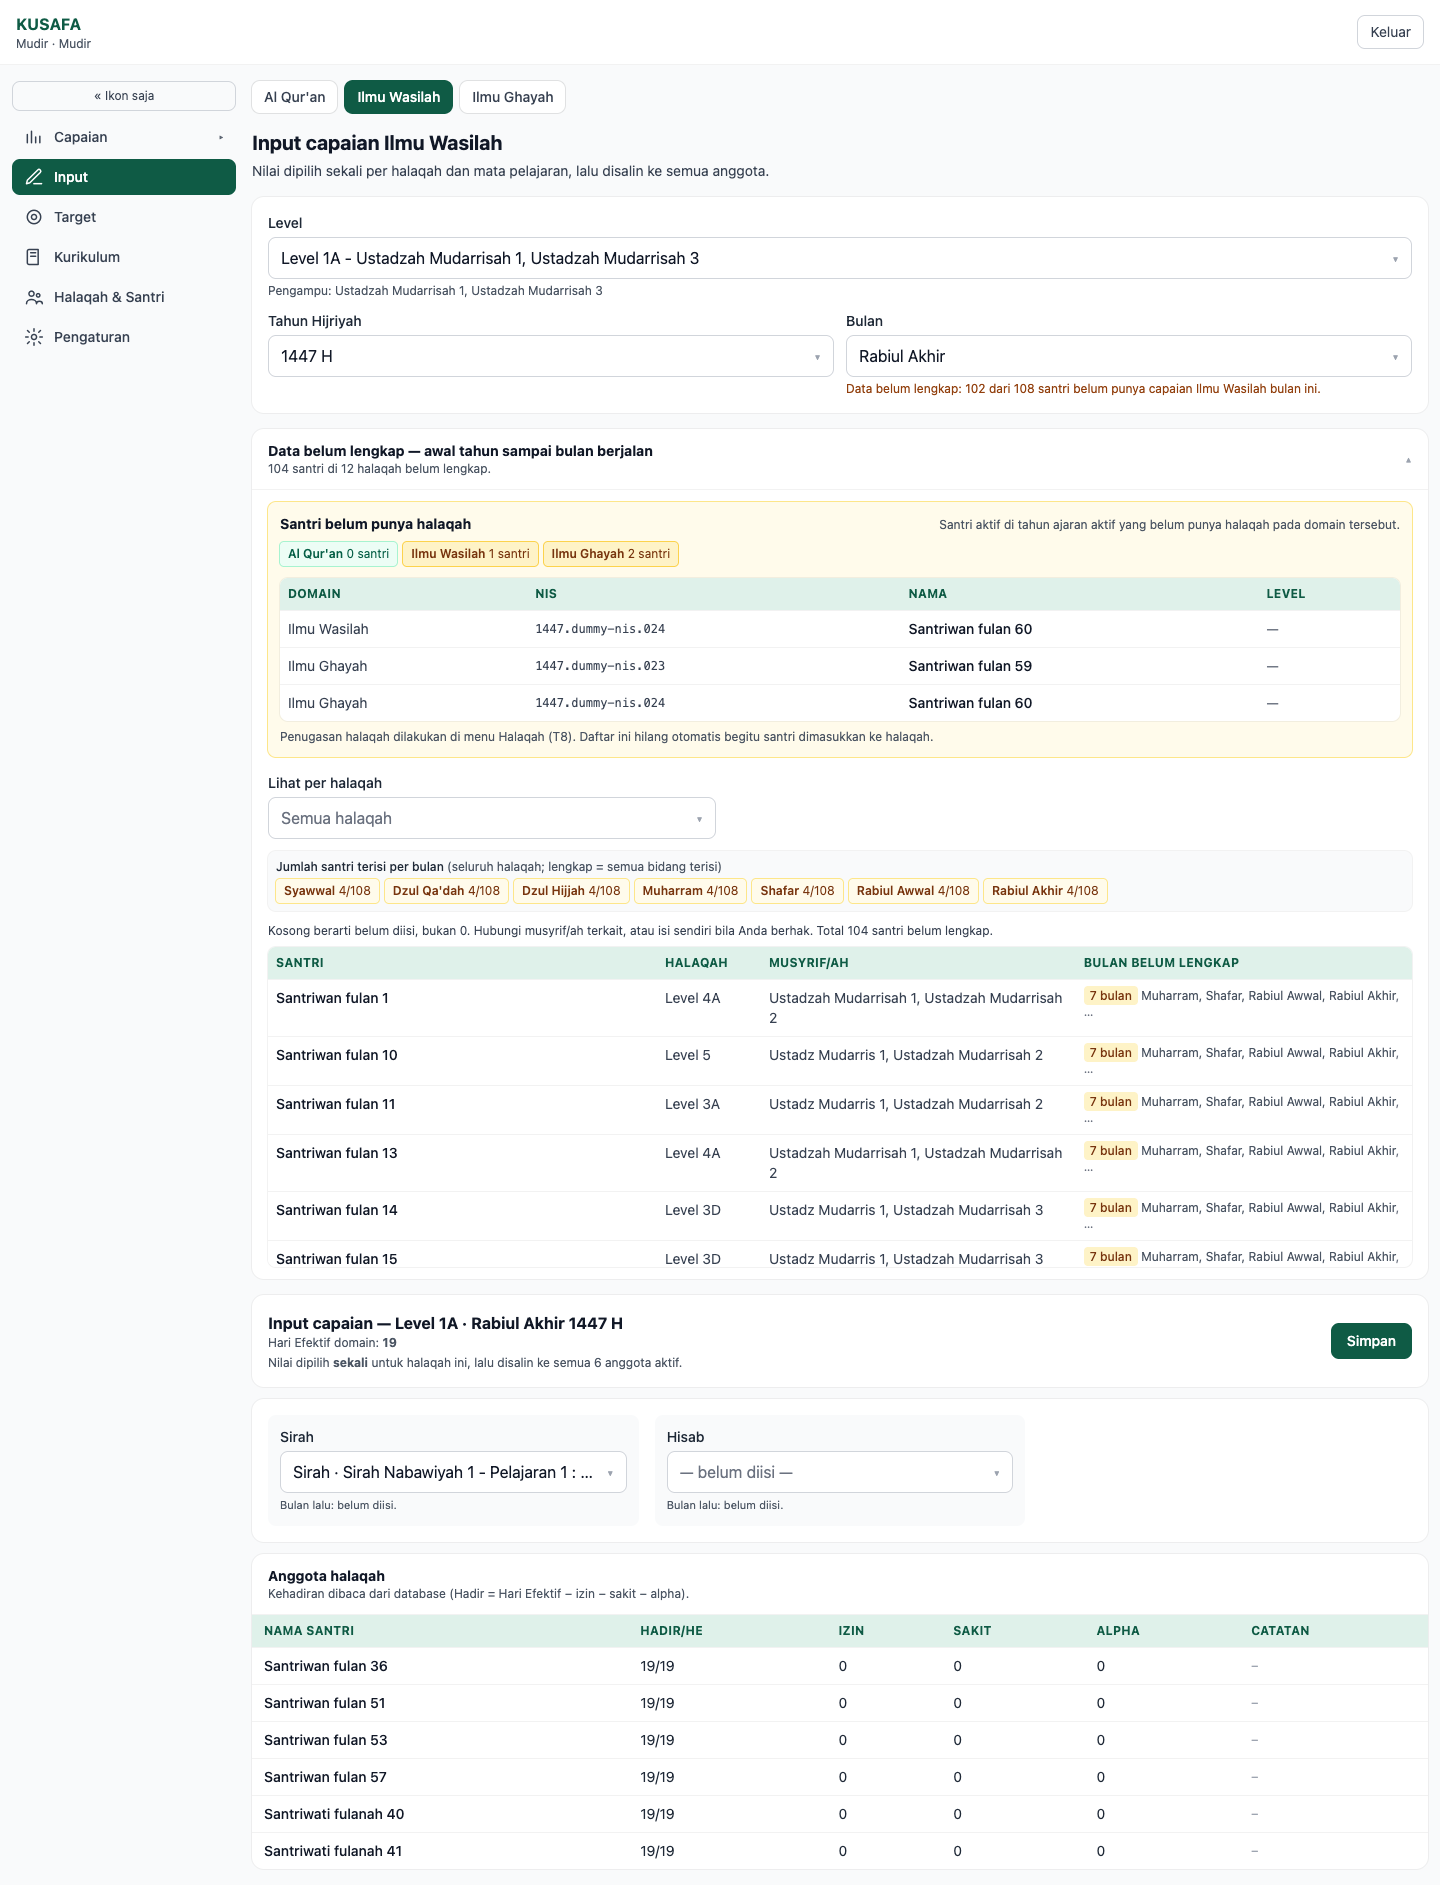 KUSAFA
Mudir · Mudir
Keluar
« Ikon saja
Capaian
Input
Target
Kurikulum
Halaqah & Santri
Pengaturan
Al Qur'an
Ilmu Wasilah
Ilmu Ghayah
Input capaian Ilmu Wasilah
Nilai dipilih sekali per halaqah dan mata pelajaran, lalu disalin ke semua anggota.
Level
Level 1A - Ustadzah Mudarrisah 1, Ustadzah Mudarrisah 3
Pengampu: Ustadzah Mudarrisah 1, Ustadzah Mudarrisah 3
Tahun Hijriyah
Bulan
1447 H
Rabiul Akhir
Data belum lengkap: 102 dari 108 santri belum punya capaian Ilmu Wasilah bulan ini.
Data belum lengkap — awal tahun sampai bulan berjalan
104 santri di 12 halaqah belum lengkap.
Santri belum punya halaqah
Santri aktif di tahun ajaran aktif yang belum punya halaqah pada domain tersebut.
Al Qur'an 0 santri
Ilmu Wasilah 1 santri
Ilmu Ghayah 2 santri
DOMAIN NIS NAMA LEVEL
Ilmu Wasilah 1447.dummy-nis.024 Santriwan fulan 60 —
Ilmu Ghayah 1447.dummy-nis.023 Santriwan fulan 59 —
Ilmu Ghayah 1447.dummy-nis.024 Santriwan fulan 60 —
Penugasan halaqah dilakukan di menu Halaqah (T8). Daftar ini hilang otomatis begitu santri dimasukkan ke halaqah.
Lihat per halaqah
Semua halaqah
Jumlah santri terisi per bulan (seluruh halaqah; lengkap = semua bidang terisi)
Syawwal 4/108
Dzul Qa'dah 4/108
Dzul Hijjah 4/108
Muharram 4/108
Shafar 4/108
Rabiul Awwal 4/108
Rabiul Akhir 4/108
Kosong berarti belum diisi, bukan 0. Hubungi musyrif/ah terkait, atau isi sendiri bila Anda berhak. Total 104 santri belum lengkap.
SANTRI HALAQAH MUSYRIF/AH BULAN BELUM LENGKAP
Santriwan fulan 1 Level 4A Ustadzah Mudarrisah 1, Ustadzah Mudarrisah 7 bulan Muharram, Shafar, Rabiul Awwal, Rabiul Akhir,
2 ...
Santriwan fulan 10 Level 5 Ustadz Mudarris 1, Ustadzah Mudarrisah 2 7 bulan Muharram, Shafar, Rabiul Awwal, Rabiul Akhir,
...
Santriwan fulan 11 Level 3A Ustadz Mudarris 1, Ustadzah Mudarrisah 2 7 bulan Muharram, Shafar, Rabiul Awwal, Rabiul Akhir,
...
Santriwan fulan 13 Level 4A Ustadzah Mudarrisah 1, Ustadzah Mudarrisah 7 bulan Muharram, Shafar, Rabiul Awwal, Rabiul Akhir,
2 ...
Santriwan fulan 14 Level 3D Ustadz Mudarris 1, Ustadzah Mudarrisah 3 7 bulan Muharram, Shafar, Rabiul Awwal, Rabiul Akhir,
...
Santriwan fulan 15 Level 3D Ustadz Mudarris 1, Ustadzah Mudarrisah 3 7 bulan Muharram, Shafar, Rabiul Awwal, Rabiul Akhir,
Input capaian — Level 1A · Rabiul Akhir 1447 H
Hari Efektif domain: 19
Nilai dipilih sekali untuk halaqah ini, lalu disalin ke semua 6 anggota aktif.
Simpan
Sirah
Sirah · Sirah Nabawiyah 1 - Pelajaran 1 : ...
Bulan lalu: belum diisi.
Hisab
— belum diisi —
Bulan lalu: belum diisi.
Anggota halaqah
Kehadiran dibaca dari database (Hadir = Hari Efektif − izin − sakit − alpha).
NAMA SANTRI HADIR/HE IZIN SAKIT ALPHA CATATAN
Santriwan fulan 36 19/19 0 0 0 –
Santriwan fulan 51 19/19 0 0 0 –
Santriwan fulan 53 19/19 0 0 0 –
Santriwan fulan 57 19/19 0 0 0 –
Santriwati fulanah 40 19/19 0 0 0 –
Santriwati fulanah 41 19/19 0 0 0 –